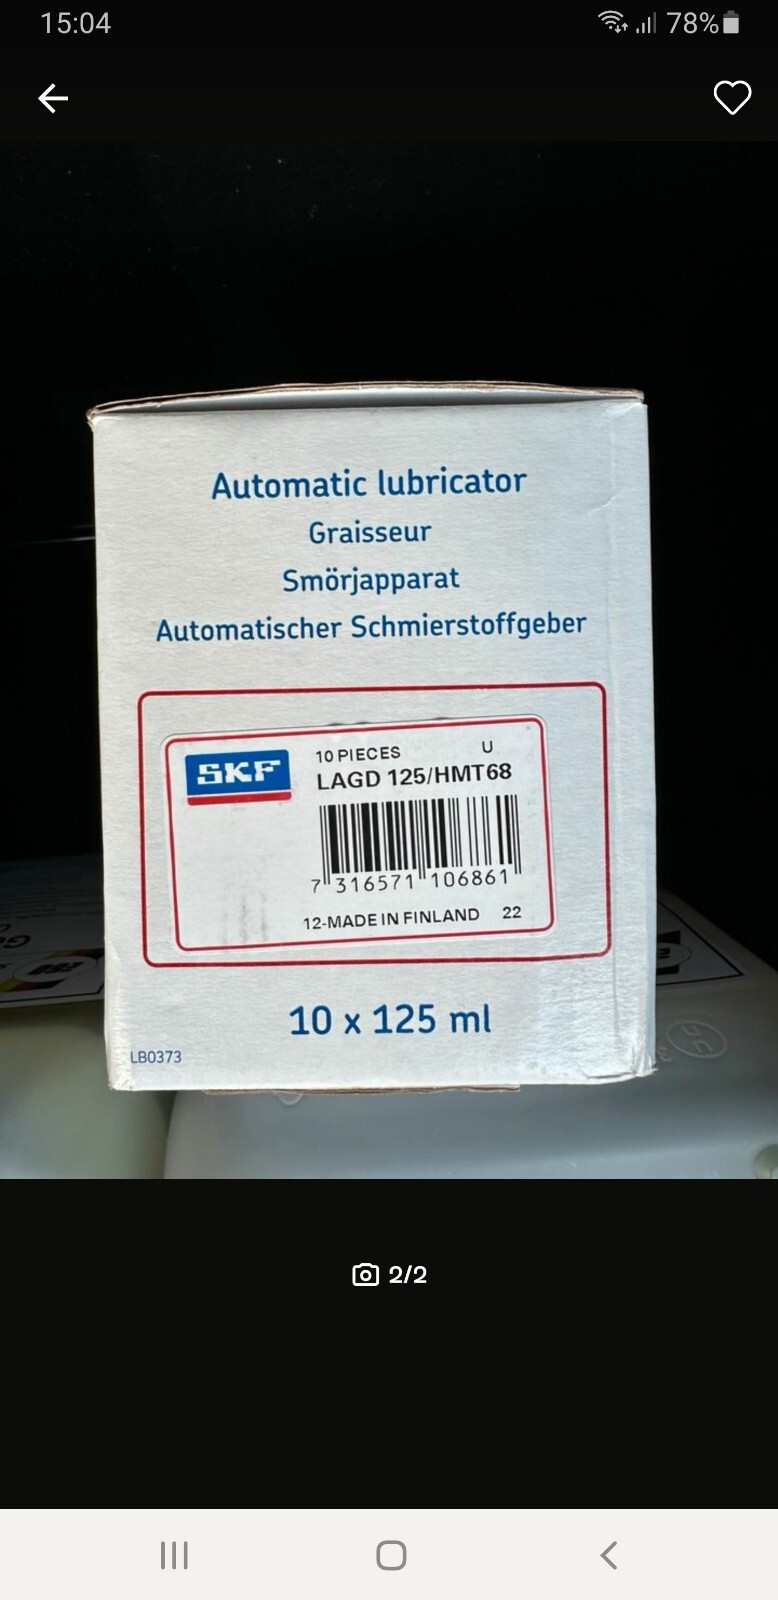 15:04
78%
Automatic lubricator
Graisseur
Smörjapparat
Automatischer Schmierstoffgeber
SKF
10 PIECES U
LAGD 125/HMT68
7 316571 106861
12-MADE IN FINLAND 22
10 x 125 ml
LB0373
2/2